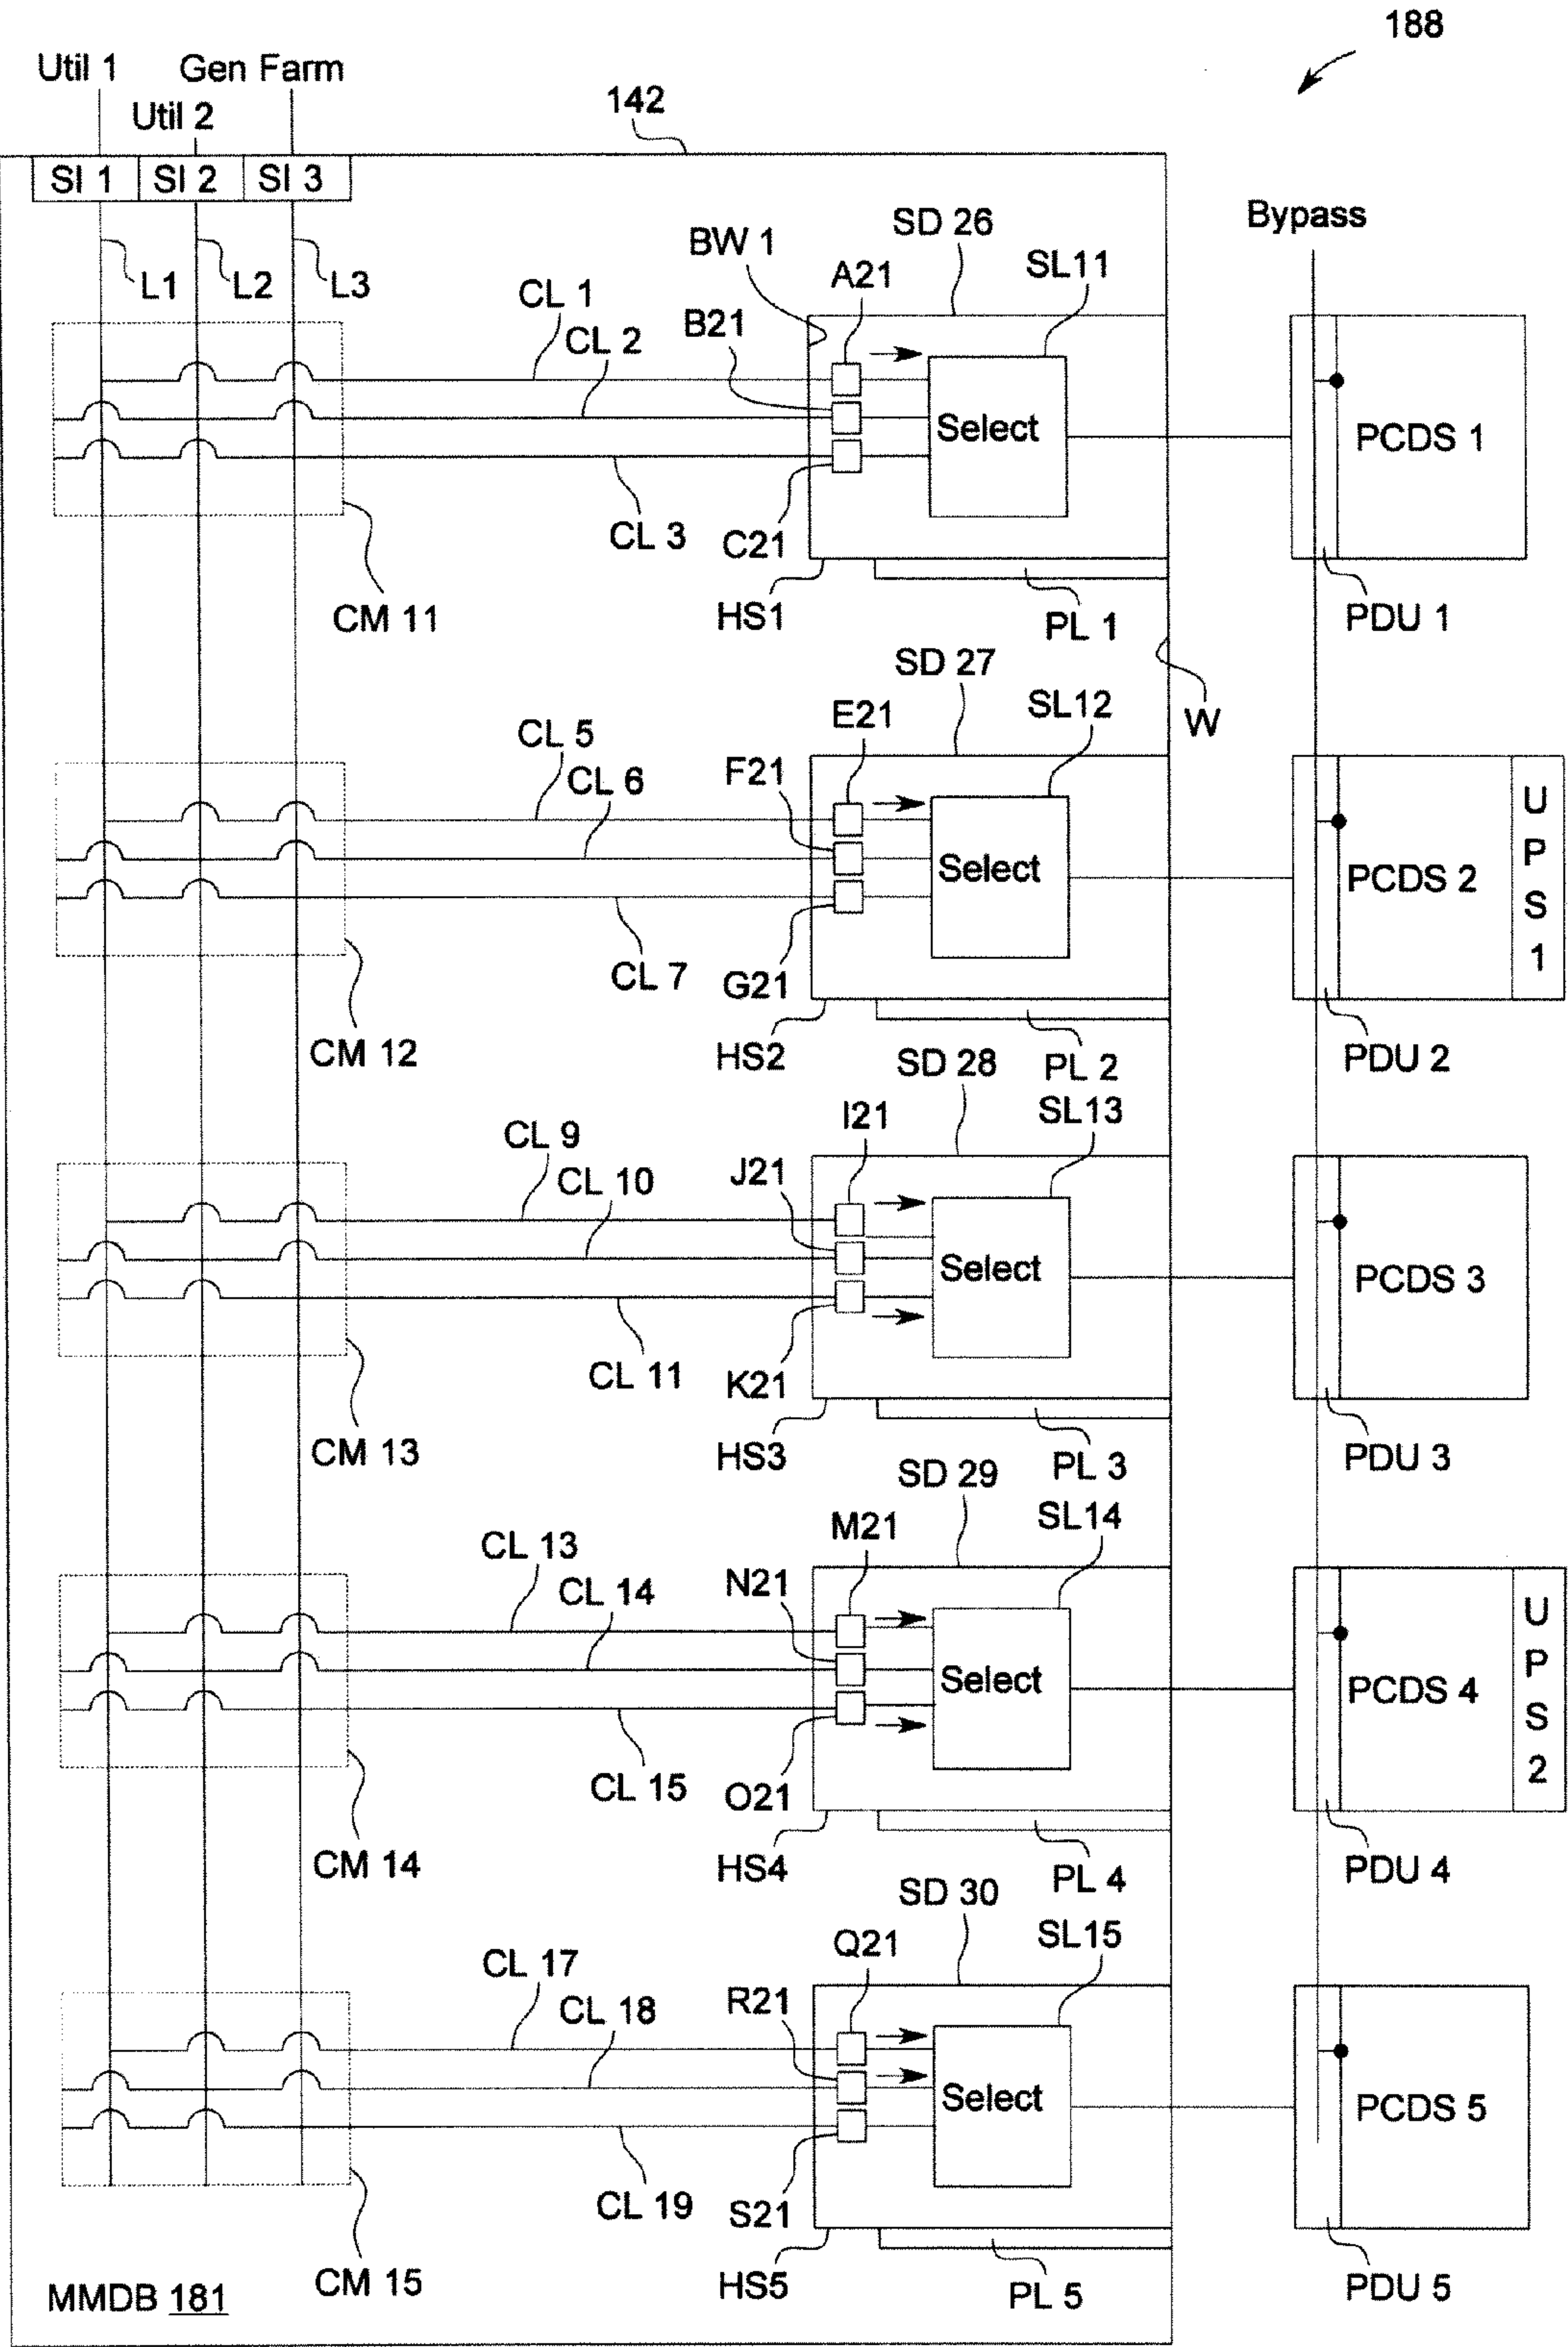 188
Util 1
Gen Farm
Util 2
142
SI 1
SI 2
SI 3
Bypass
L1
L2
L3
BW 1
SD 26
A21
SL11
CL 1
B21
CL 2
Select
PCDS 1
CL 3
C21
CM 11
HS1
PL 1
PDU 1
SD 27
W
CL 5
E21
SL12
CL 6
F21
Select
PCDS 2
UPS1
CL 7
G21
CM 12
HS2
PL 2
PDU 2
SD 28
CL 9
I21
SL13
CL 10
J21
Select
PCDS 3
CL 11
K21
CM 13
HS3
PL 3
PDU 3
SD 29
CL 13
M21
SL14
CL 14
N21
Select
PCDS 4
UPS2
CL 15
O21
CM 14
HS4
PL 4
PDU 4
SD 30
CL 17
Q21
SL15
CL 18
R21
Select
PCDS 5
CL 19
S21
CM 15
HS5
PL 5
PDU 5
MMDB 181